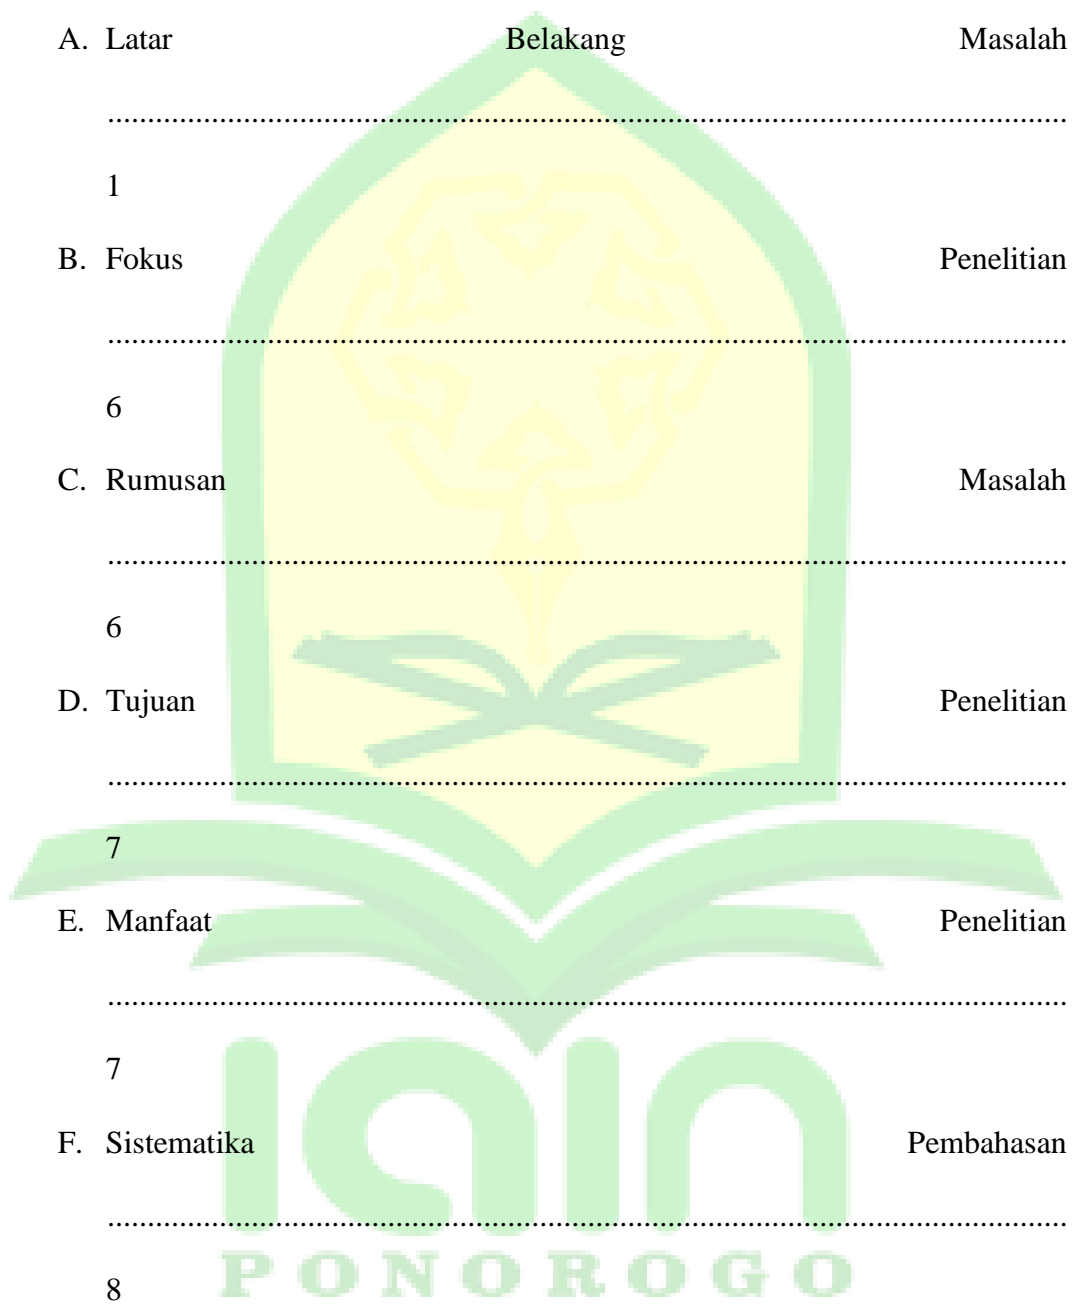 A. Latar Belakang Masalah
........................................................................................................................
1
B. Fokus Penelitian
........................................................................................................................
6
C. Rumusan Masalah
........................................................................................................................
6
D. Tujuan Penelitian
........................................................................................................................
7
E. Manfaat Penelitian
........................................................................................................................
7
F. Sistematika Pembahasan
........................................................................................................................
8
iain
PONOROGO